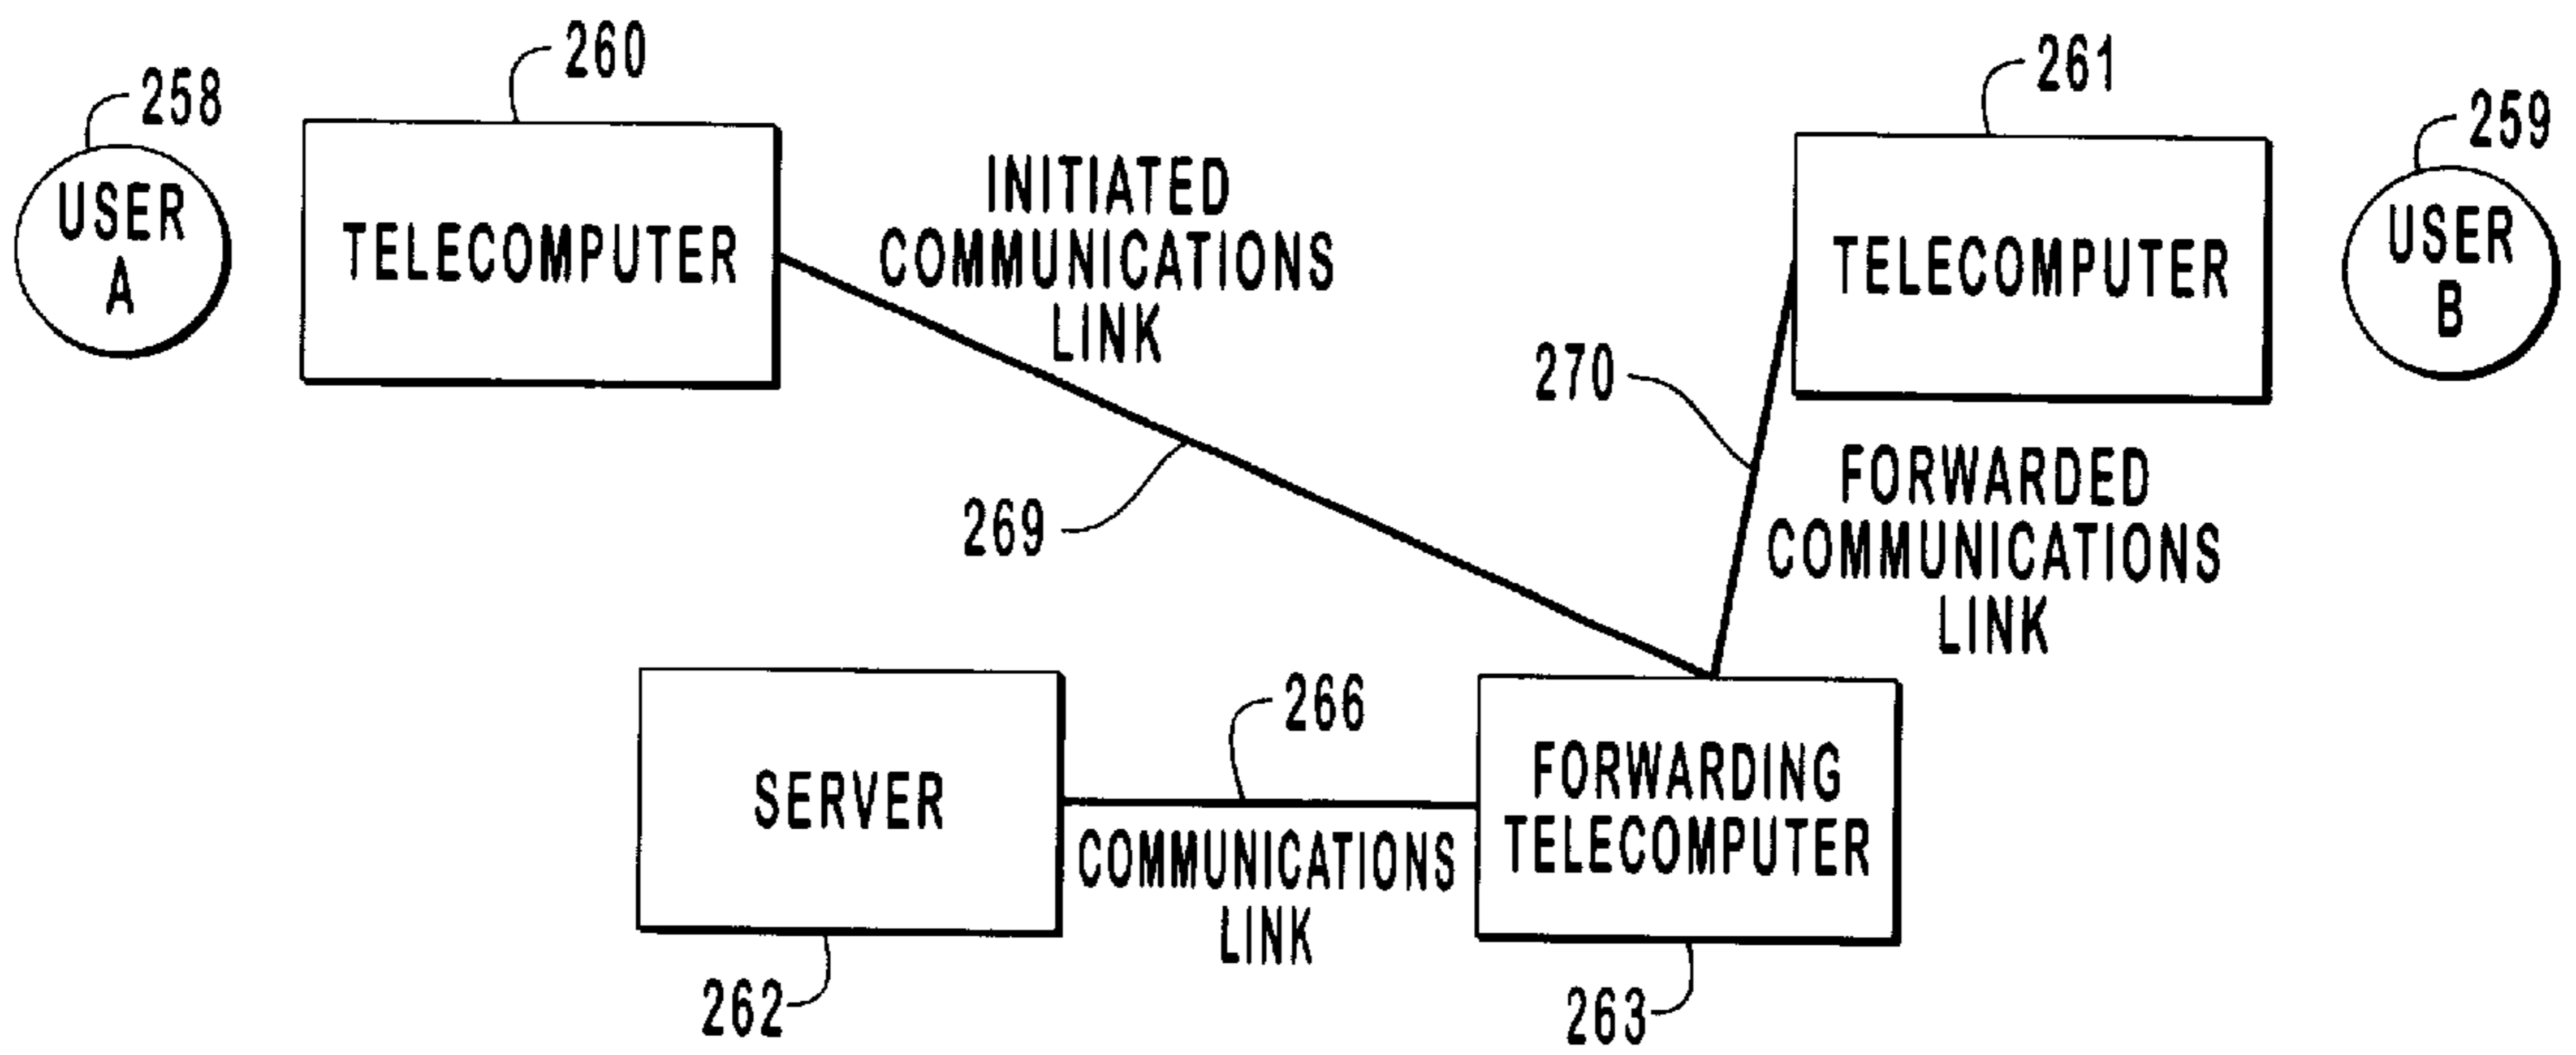 260
261
258
259
USER
A
TELECOMPUTER
INITIATED
COMMUNICATIONS
LINK
TELECOMPUTER
USER
B
270
269
FORWARDED
COMMUNICATIONS
LINK
266
SERVER
FORWARDING
TELECOMPUTER
COMMUNICATIONS
LINK
262
263